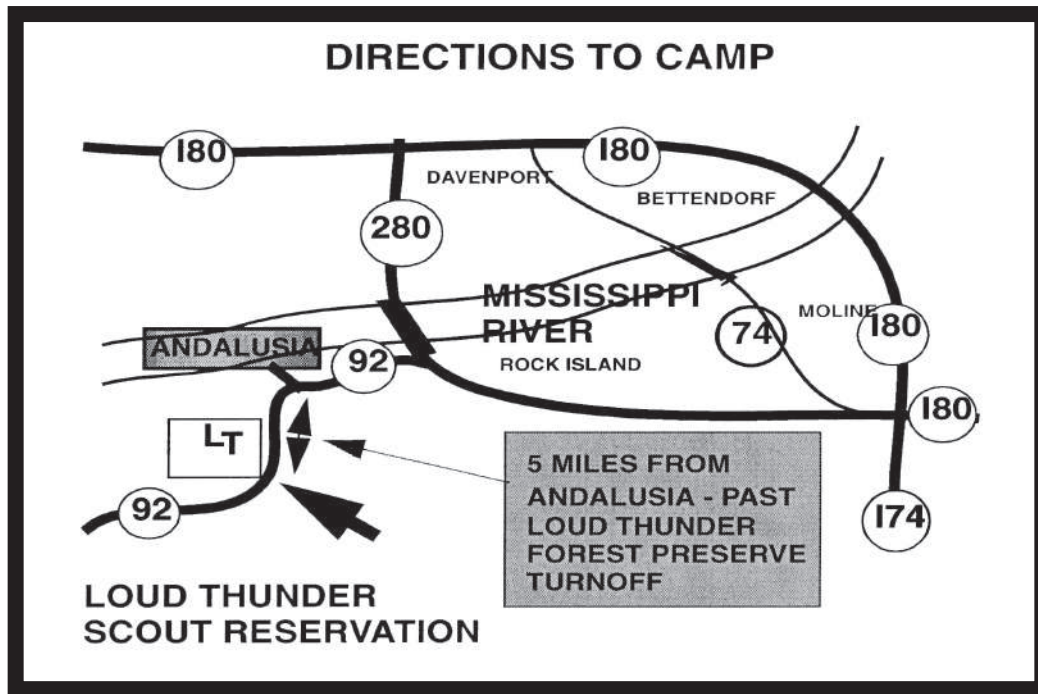 DIRECTIONS TO CAMP
I80
I80
DAVENPORT
BETTENDORF
280
MISSISSIPPI
RIVER
MOLINE
74
I80
ANDALUSIA
92
ROCK ISLAND
I80
LT
5 MILES FROM
ANDALUSIA - PAST
LOUD THUNDER
FOREST PRESERVE
TURNOFF
92
I74
LOUD THUNDER
SCOUT RESERVATION